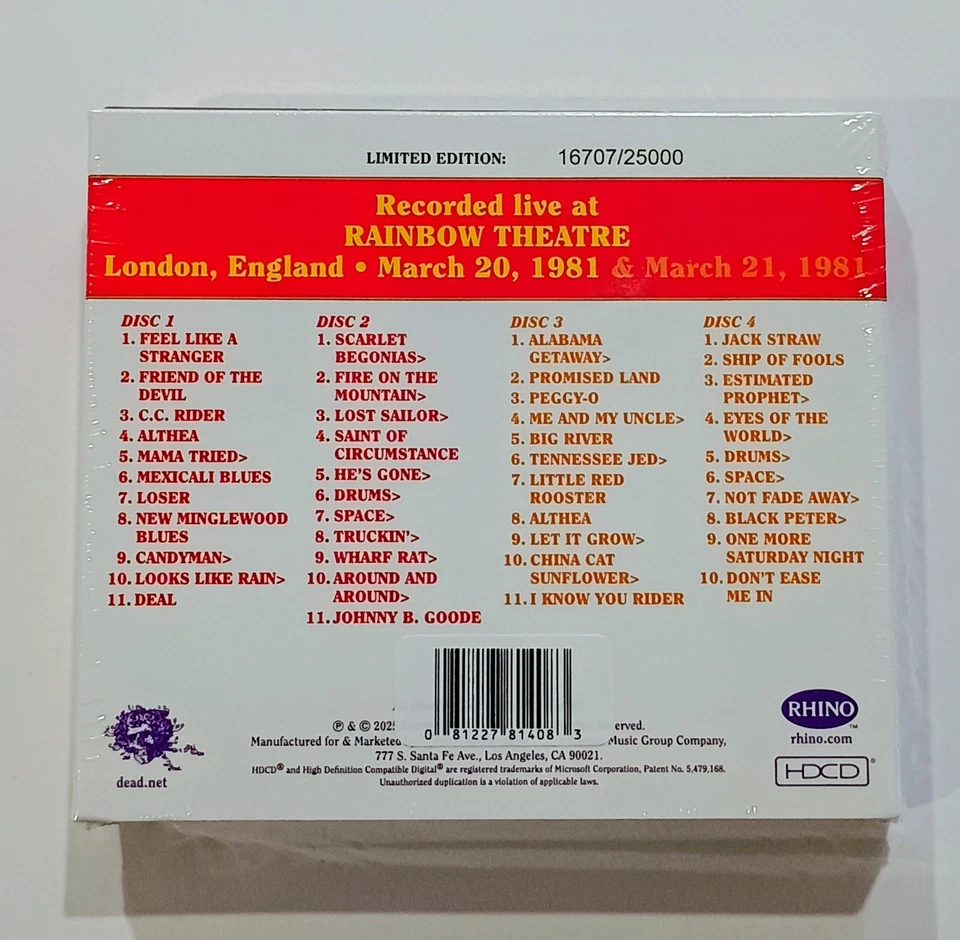 LIMITED EDITION: 16707/25000
Recorded live at
RAINBOW THEATRE
London, England • March 20, 1981 & March 21, 1981
DISC 1
1. FEEL LIKE A
STRANGER
2. FRIEND OF THE
DEVIL
3. C.C. RIDER
4. ALTHEA
5. MAMA TRIED>
6. MEXICALI BLUES
7. LOSER
8. NEW MINGLEWOOD
BLUES
9. CANDYMAN>
10. LOOKS LIKE RAIN>
11. DEAL
DISC 2
1. SCARLET
BEGONIAS>
2. FIRE ON THE
MOUNTAIN>
3. LOST SAILOR>
4. SAINT OF
CIRCUMSTANCE
5. HE'S GONE>
6. DRUMS>
7. SPACE>
8. TRUCKIN'>
9. WHARF RAT>
10. AROUND AND
AROUND>
11. JOHNNY B. GOODE
DISC 3
1. ALABAMA
GETAWAY>
2. PROMISED LAND
3. PEGGY-O
4. ME AND MY UNCLE>
5. BIG RIVER
6. TENNESSEE JED>
7. LITTLE RED
ROOSTER
8. ALTHEA
9. LET IT GROW>
10. CHINA CAT
SUNFLOWER>
11. I KNOW YOU RIDER
DISC 4
1. JACK STRAW
2. SHIP OF FOOLS
3. ESTIMATED
PROPHET>
4. EYES OF THE
WORLD>
5. DRUMS>
6. SPACE>
7. NOT FADE AWAY>
8. BLACK PETER>
9. ONE MORE
SATURDAY NIGHT
10. DON'T EASE
ME IN
dead.net
0 81227 81408 3
℗ & © 202
Manufactured for & Marketed Music Group Company,
777 S. Santa Fe Ave., Los Angeles, CA 90021.
HDCD® and High Definition Compatible Digital® are registered trademarks of Microsoft Corporation, Patent No. 5,479,168.
Unauthorized duplication is a violation of applicable laws.
RHINO™
rhino.com
HDCD®